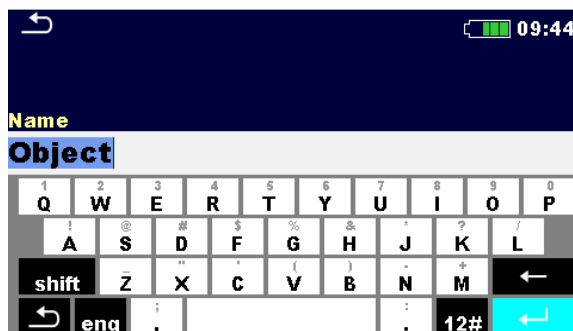 09:44
Name
Object
1 2 3 4 5 6 7 8 9 0
Q W E R T Y U I O P
! @ # $ % & * ? /
A S D F G H J K L
shift _ " ' ( ) - +
Z X C V B N M
eng ; , : . 12#